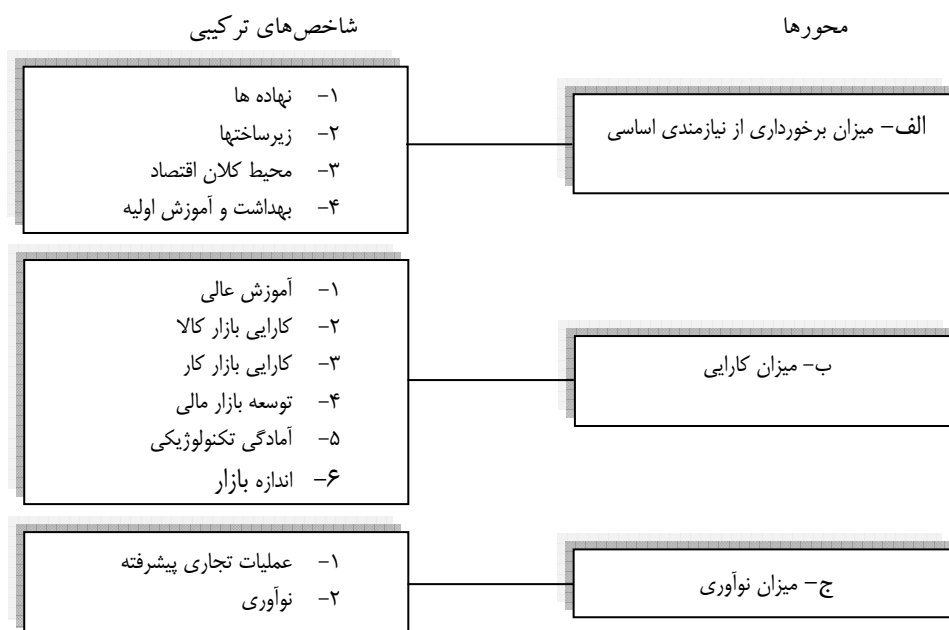 محورها
شاخص‌های ترکیبی
الف- میزان برخورداری از نیازمندی اساسی
۱- نهاده ها
۲- زیرساختها
۳- محیط کلان اقتصاد
۴- بهداشت و آموزش اولیه
ب- میزان کارایی
۱- آموزش عالی
۲- کارایی بازار کالا
۳- کارایی بازار کار
۴- توسعه بازار مالی
۵- آمادگی تکنولوژیکی
۶- اندازه بازار
ج- میزان نوآوری
۱- عملیات تجاری پیشرفته
۲- نوآوری